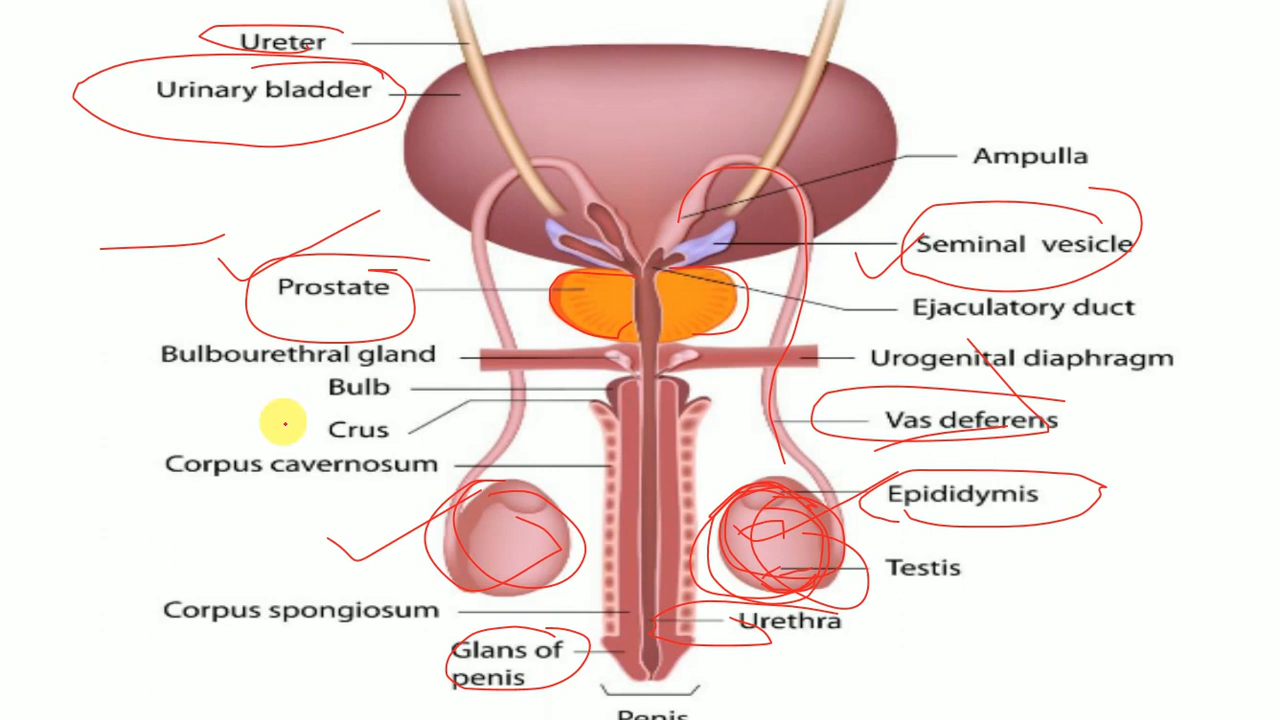 Ureter
Urinary bladder
Ampulla
Seminal vesicle
Prostate
Ejaculatory duct
Bulbourethral gland
Urogenital diaphragm
Bulb
Vas deferens
Crus
Corpus cavernosum
Epididymis
Testis
Corpus spongiosum
Urethra
Glans of
penis
Penis